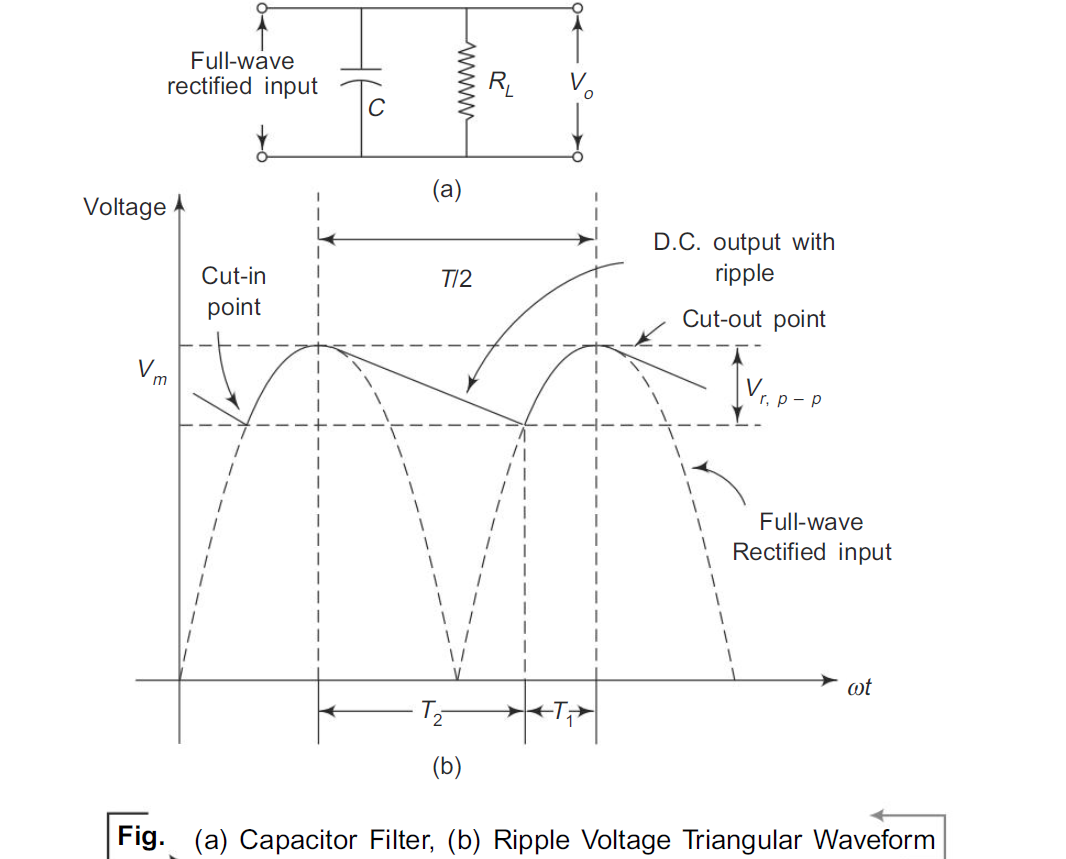 Full-wave
rectified input
C
R_L
V_o
(a)
Voltage
Cut-in
point
T/2
D.C. output with
ripple
Cut-out point
V_m
V_r, p – p
Full-wave
Rectified input
ωt
T_2
T_1
(b)
Fig. (a) Capacitor Filter, (b) Ripple Voltage Triangular Waveform